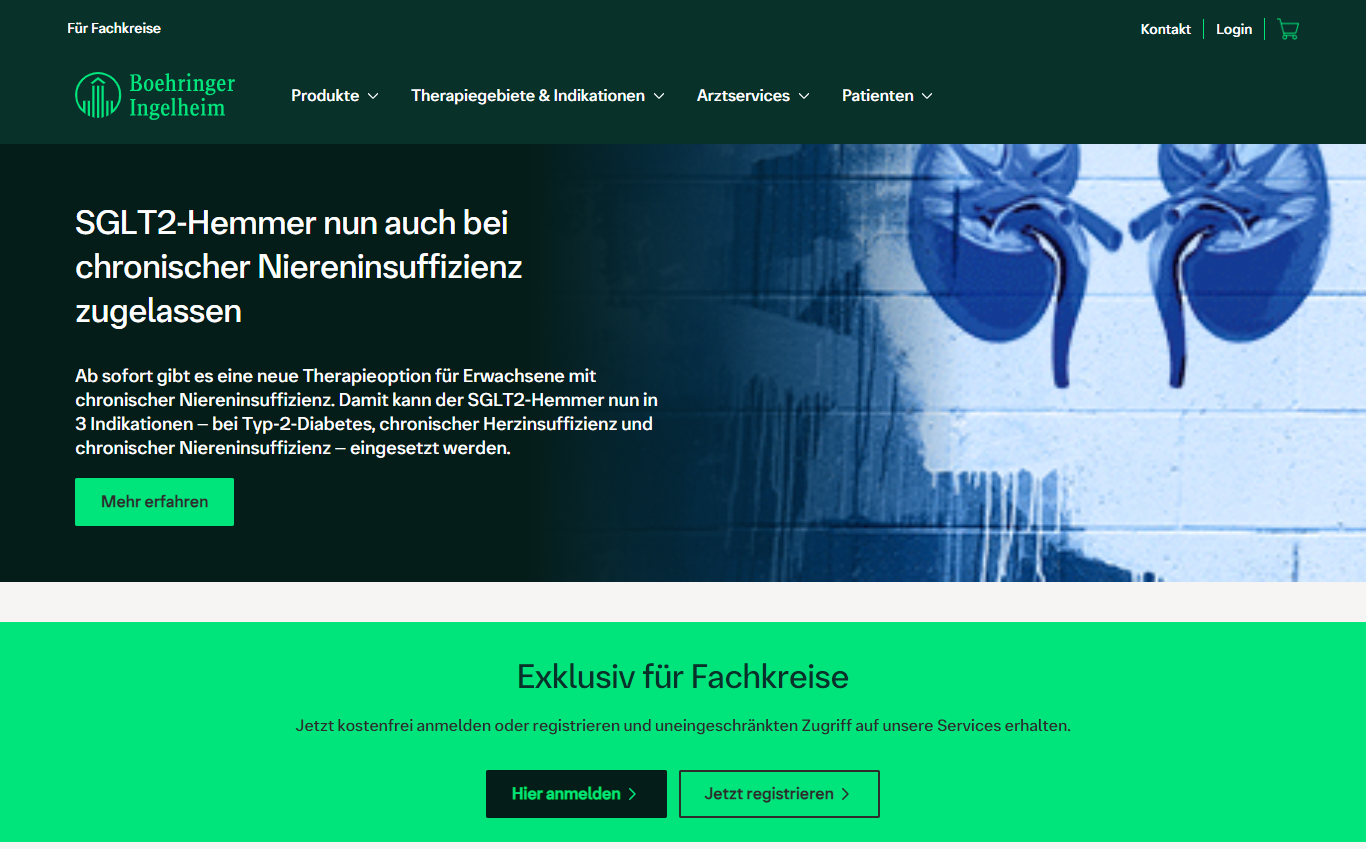 Für Fachkreise
Kontakt
Login
Boehringer
Ingelheim
Produkte
Therapiegebiete & Indikationen
Arztservices
Patienten
SGLT2-Hemmer nun auch bei
chronischer Niereninsuffizienz
zugelassen
Ab sofort gibt es eine neue Therapieoption für Erwachsene mit
chronischer Niereninsuffizienz. Damit kann der SGLT2-Hemmer nun in
3 Indikationen – bei Typ-2-Diabetes, chronischer Herzinsuffizienz und
chronischer Niereninsuffizienz – eingesetzt werden.
Mehr erfahren
Exklusiv für Fachkreise
Jetzt kostenfrei anmelden oder registrieren und uneingeschränkten Zugriff auf unsere Services erhalten.
Hier anmelden
Jetzt registrieren